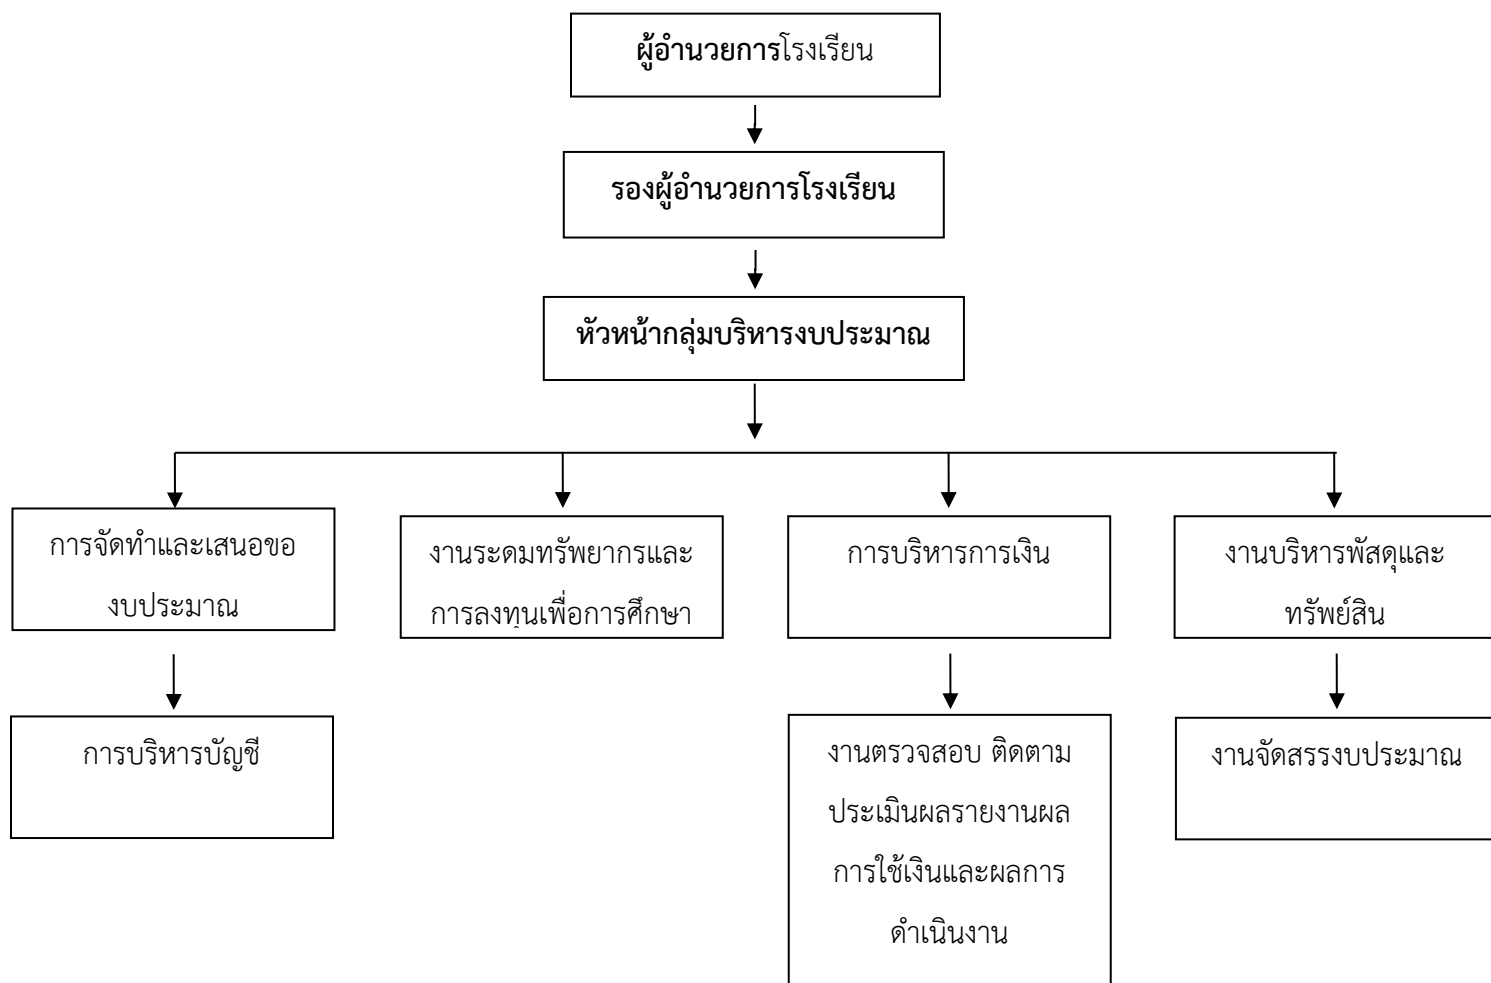 ผู้อำนวยการโรงเรียน
รองผู้อำนวยการโรงเรียน
หัวหน้ากลุ่มบริหารงบประมาณ
การจัดทำและเสนอขอ
งบประมาณ
งานระดมทรัพยากรและ
การลงทุนเพื่อการศึกษา
การบริหารการเงิน
งานบริหารพัสดุและ
ทรัพย์สิน
การบริหารบัญชี
งานตรวจสอบ ติดตาม
ประเมินผลรายงานผล
การใช้เงินและผลการ
ดำเนินงาน
งานจัดสรรงบประมาณ